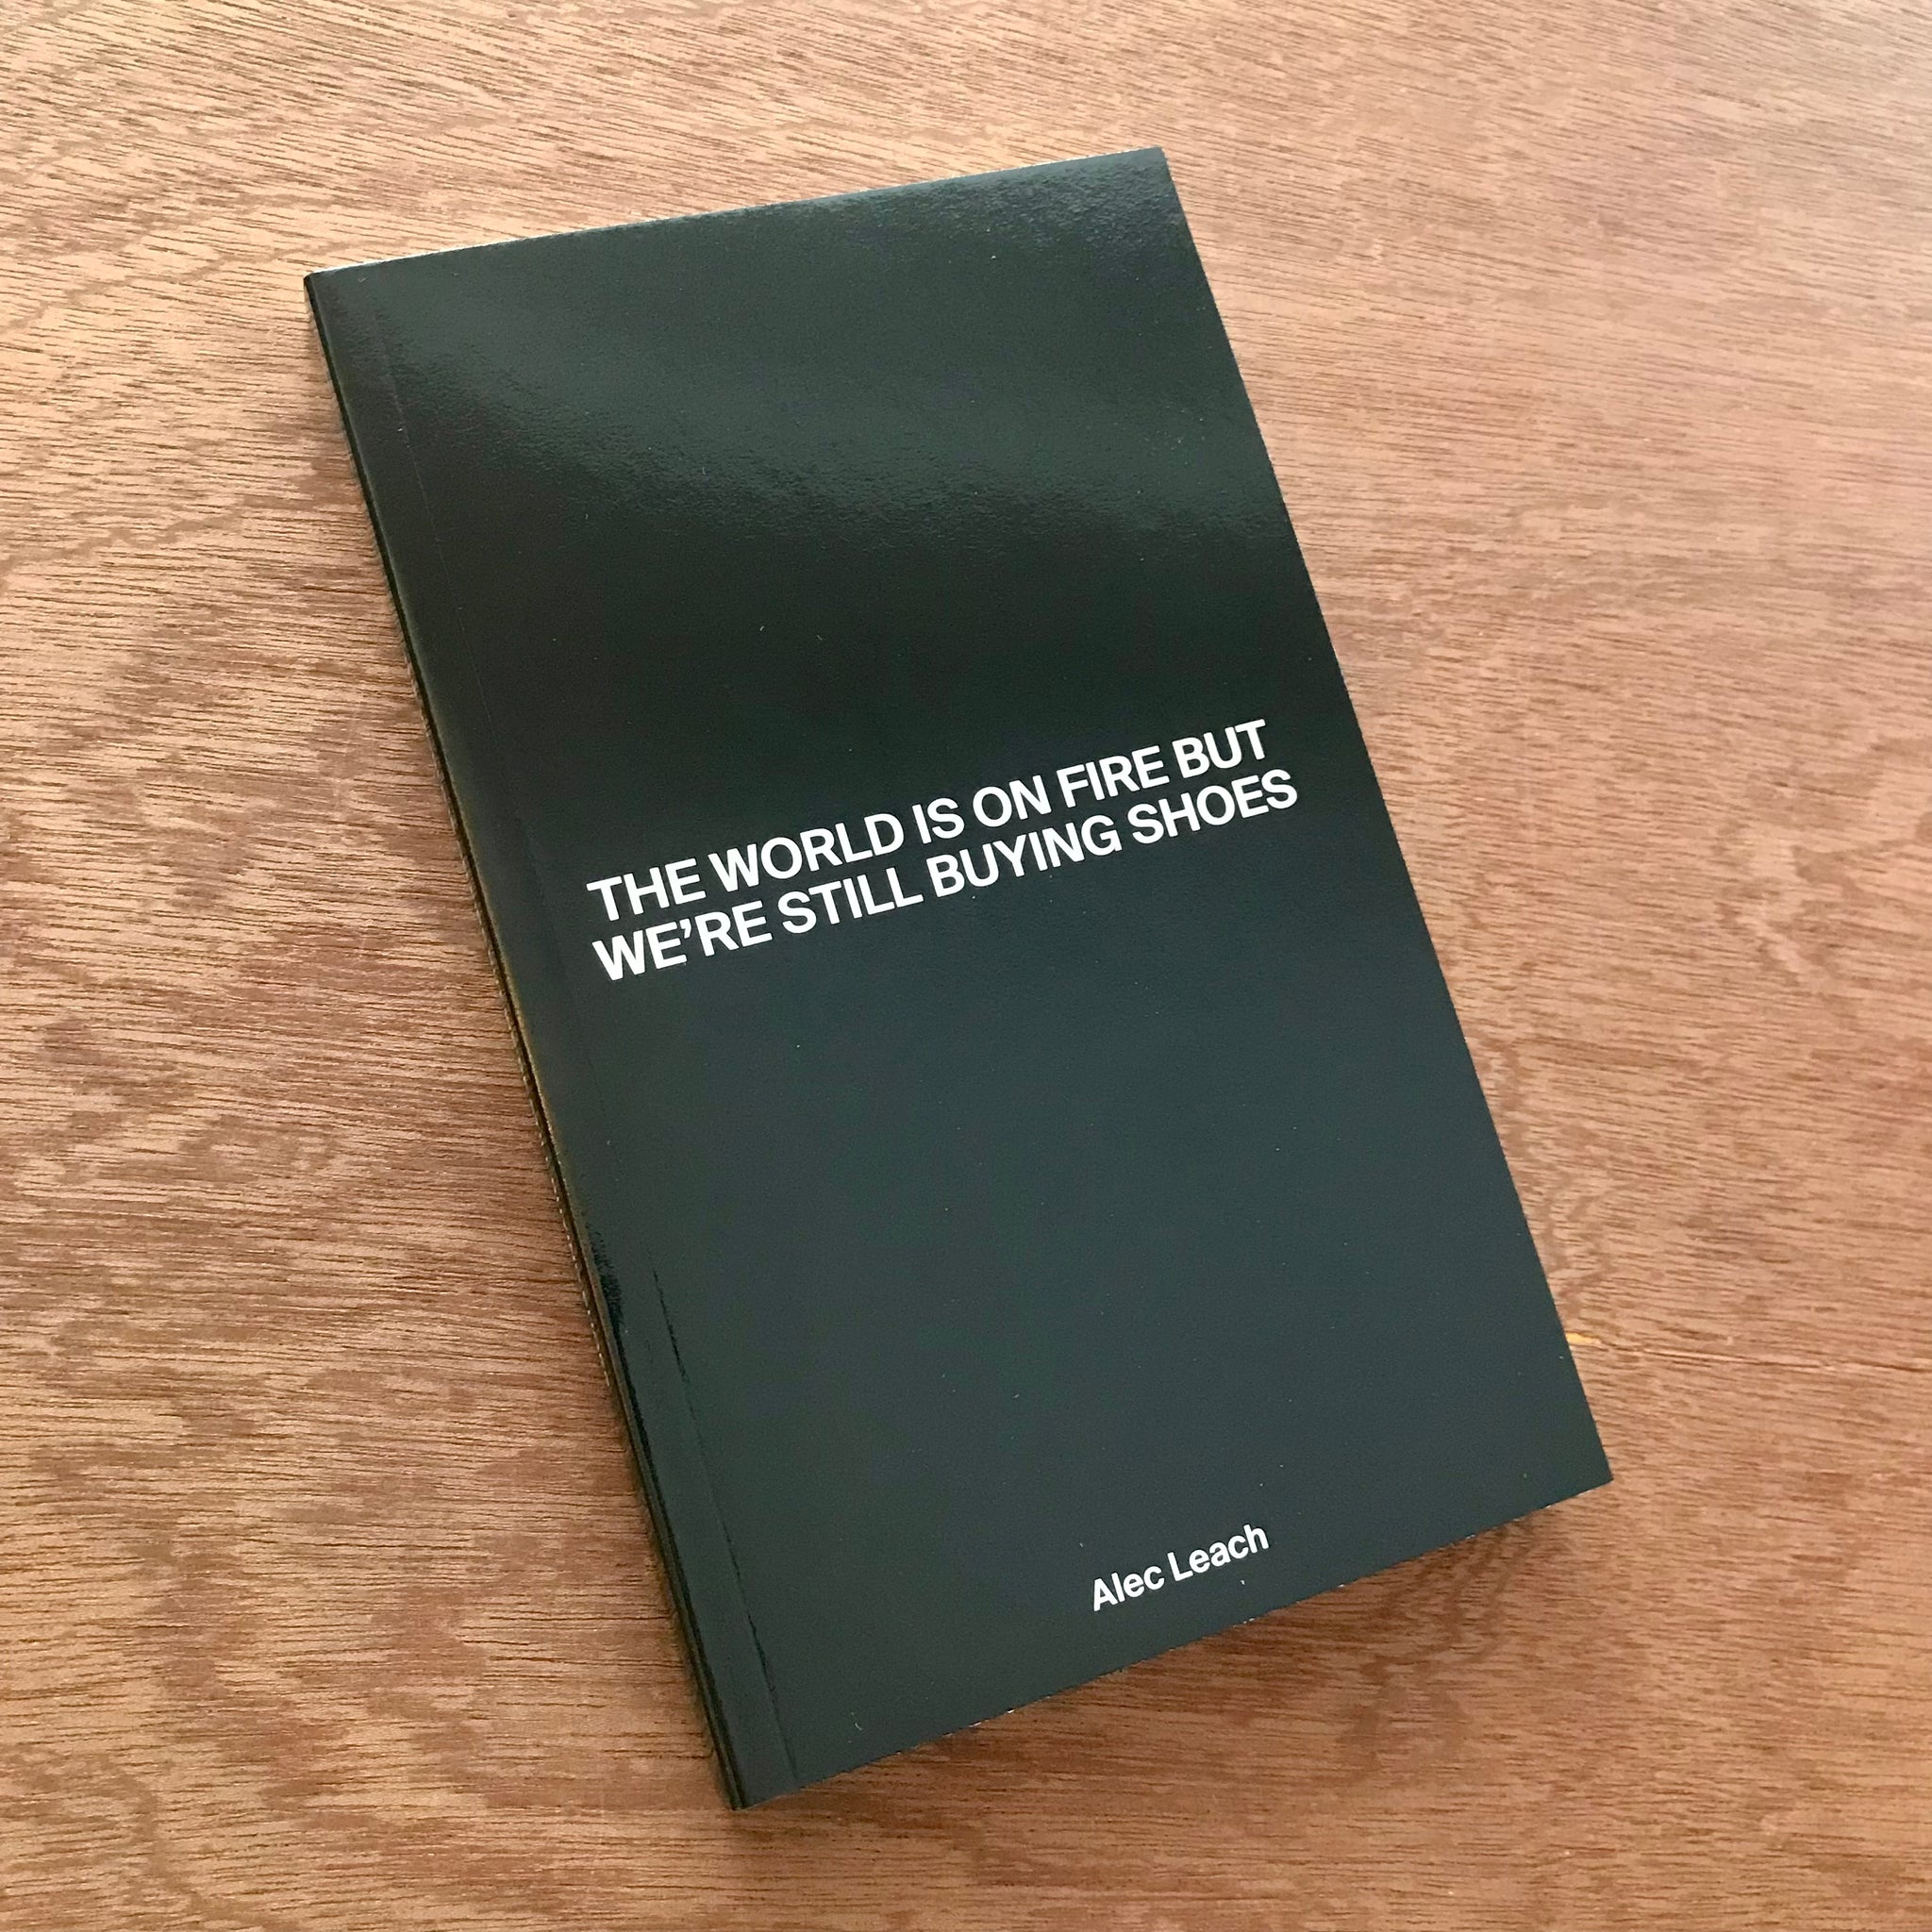 THE WORLD IS ON FIRE BUT
WE’RE STILL BUYING SHOES
Alec Leach